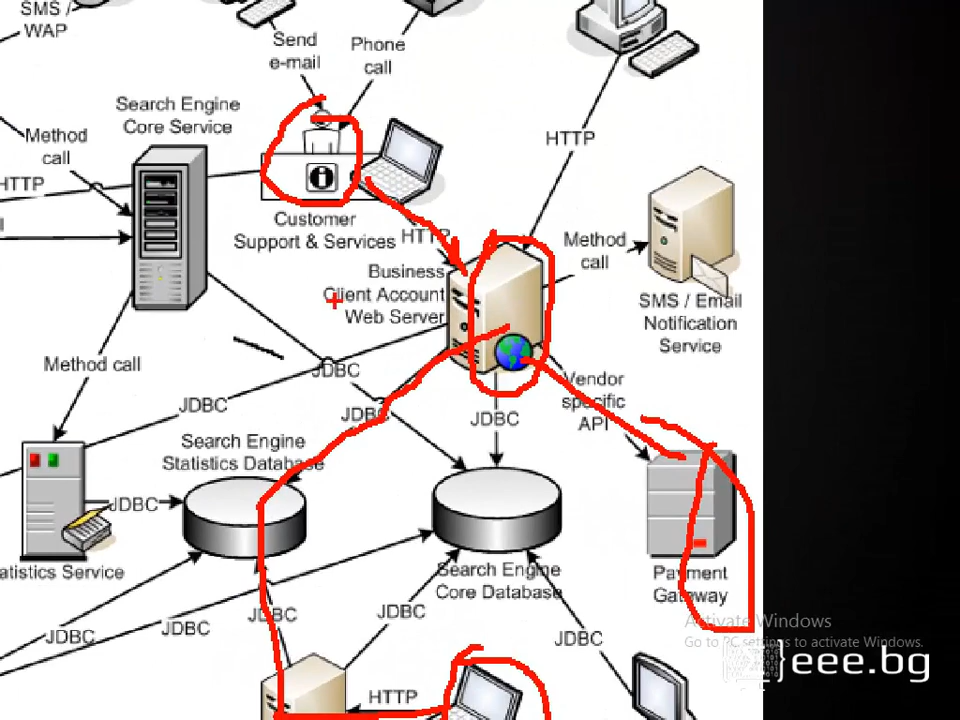 SMS /
WAP
Send
e-mail
Phone
call
Search Engine
Core Service
Method
call
HTTP
HTTP
Customer
Support & Services
HTTP
Method
call
Business
Client Account
Web Server
SMS / Email
Notification
Service
Method call
JDBC
JDBC
JDBC
JDBC
Vendor
specific
API
Search Engine
Statistics Database
JDBC
Payment
Gateway
atistics Service
Search Engine
Core Database
JDBC
JDBC
JDBC
JDBC
JDBC
HTTP
Activate Windows
Go to PC settings to activate Windows.
}eee.bg